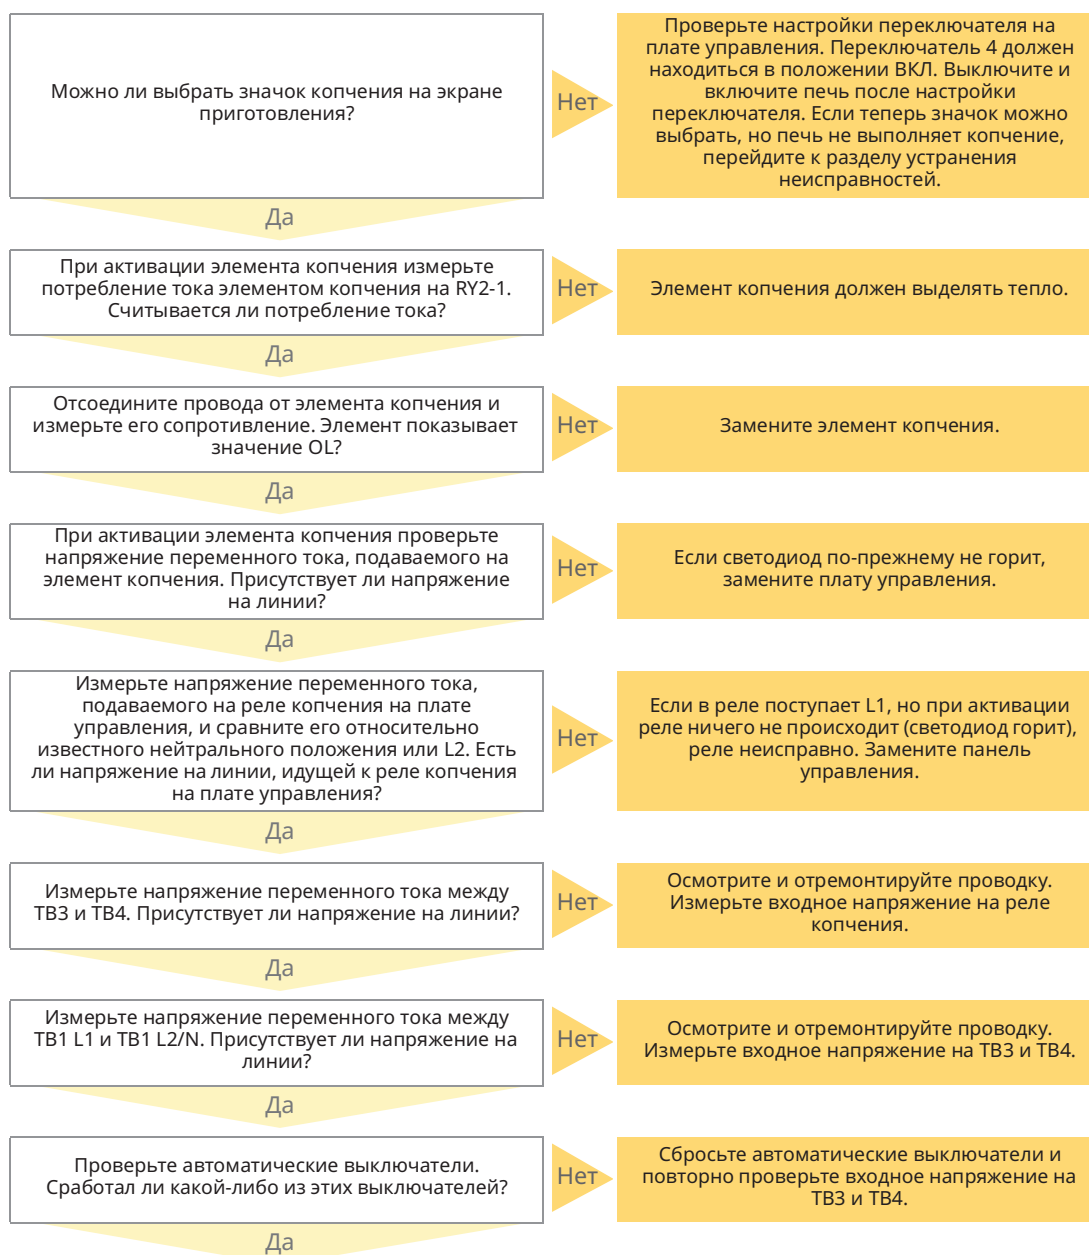 Можно ли выбрать значок копчения на экране
приготовления?
Нет
Проверьте настройки переключателя на
плате управления. Переключатель 4 должен
находиться в положении ВКЛ. Выключите и
включите печь после настройки
переключателя. Если теперь значок можно
выбрать, но печь не выполняет копчение,
перейдите к разделу устранения
неисправностей.
Да
При активации элемента копчения измерьте
потребление тока элементом копчения на RY2-1.
Считывается ли потребление тока?
Нет
Элемент копчения должен выделять тепло.
Да
Отсоедините провода от элемента копчения и
измерьте его сопротивление. Элемент показывает
значение OL?
Нет
Замените элемент копчения.
Да
При активации элемента копчения проверьте
напряжение переменного тока, подаваемого на
элемент копчения. Присутствует ли напряжение
на линии?
Нет
Если светодиод по-прежнему не горит,
замените плату управления.
Да
Измерьте напряжение переменного тока,
подаваемого на реле копчения на плате
управления, и сравните его относительно
известного нейтрального положения или L2. Есть
ли напряжение на линии, идущей к реле копчения
на плате управления?
Нет
Если в реле поступает L1, но при активации
реле ничего не происходит (светодиод горит),
реле неисправно. Замените панель
управления.
Да
Измерьте напряжение переменного тока между
TB3 и TB4. Присутствует ли напряжение на линии?
Нет
Осмотрите и отремонтируйте проводку.
Измерьте входное напряжение на реле
копчения.
Да
Измерьте напряжение переменного тока между
TB1 L1 и TB1 L2/N. Присутствует ли напряжение на
линии?
Нет
Осмотрите и отремонтируйте проводку.
Измерьте входное напряжение на TB3 и TB4.
Да
Проверьте автоматические выключатели.
Сработал ли какой-либо из этих выключателей?
Нет
Сбросьте автоматические выключатели и
повторно проверьте входное напряжение на
TB3 и TB4.
Да